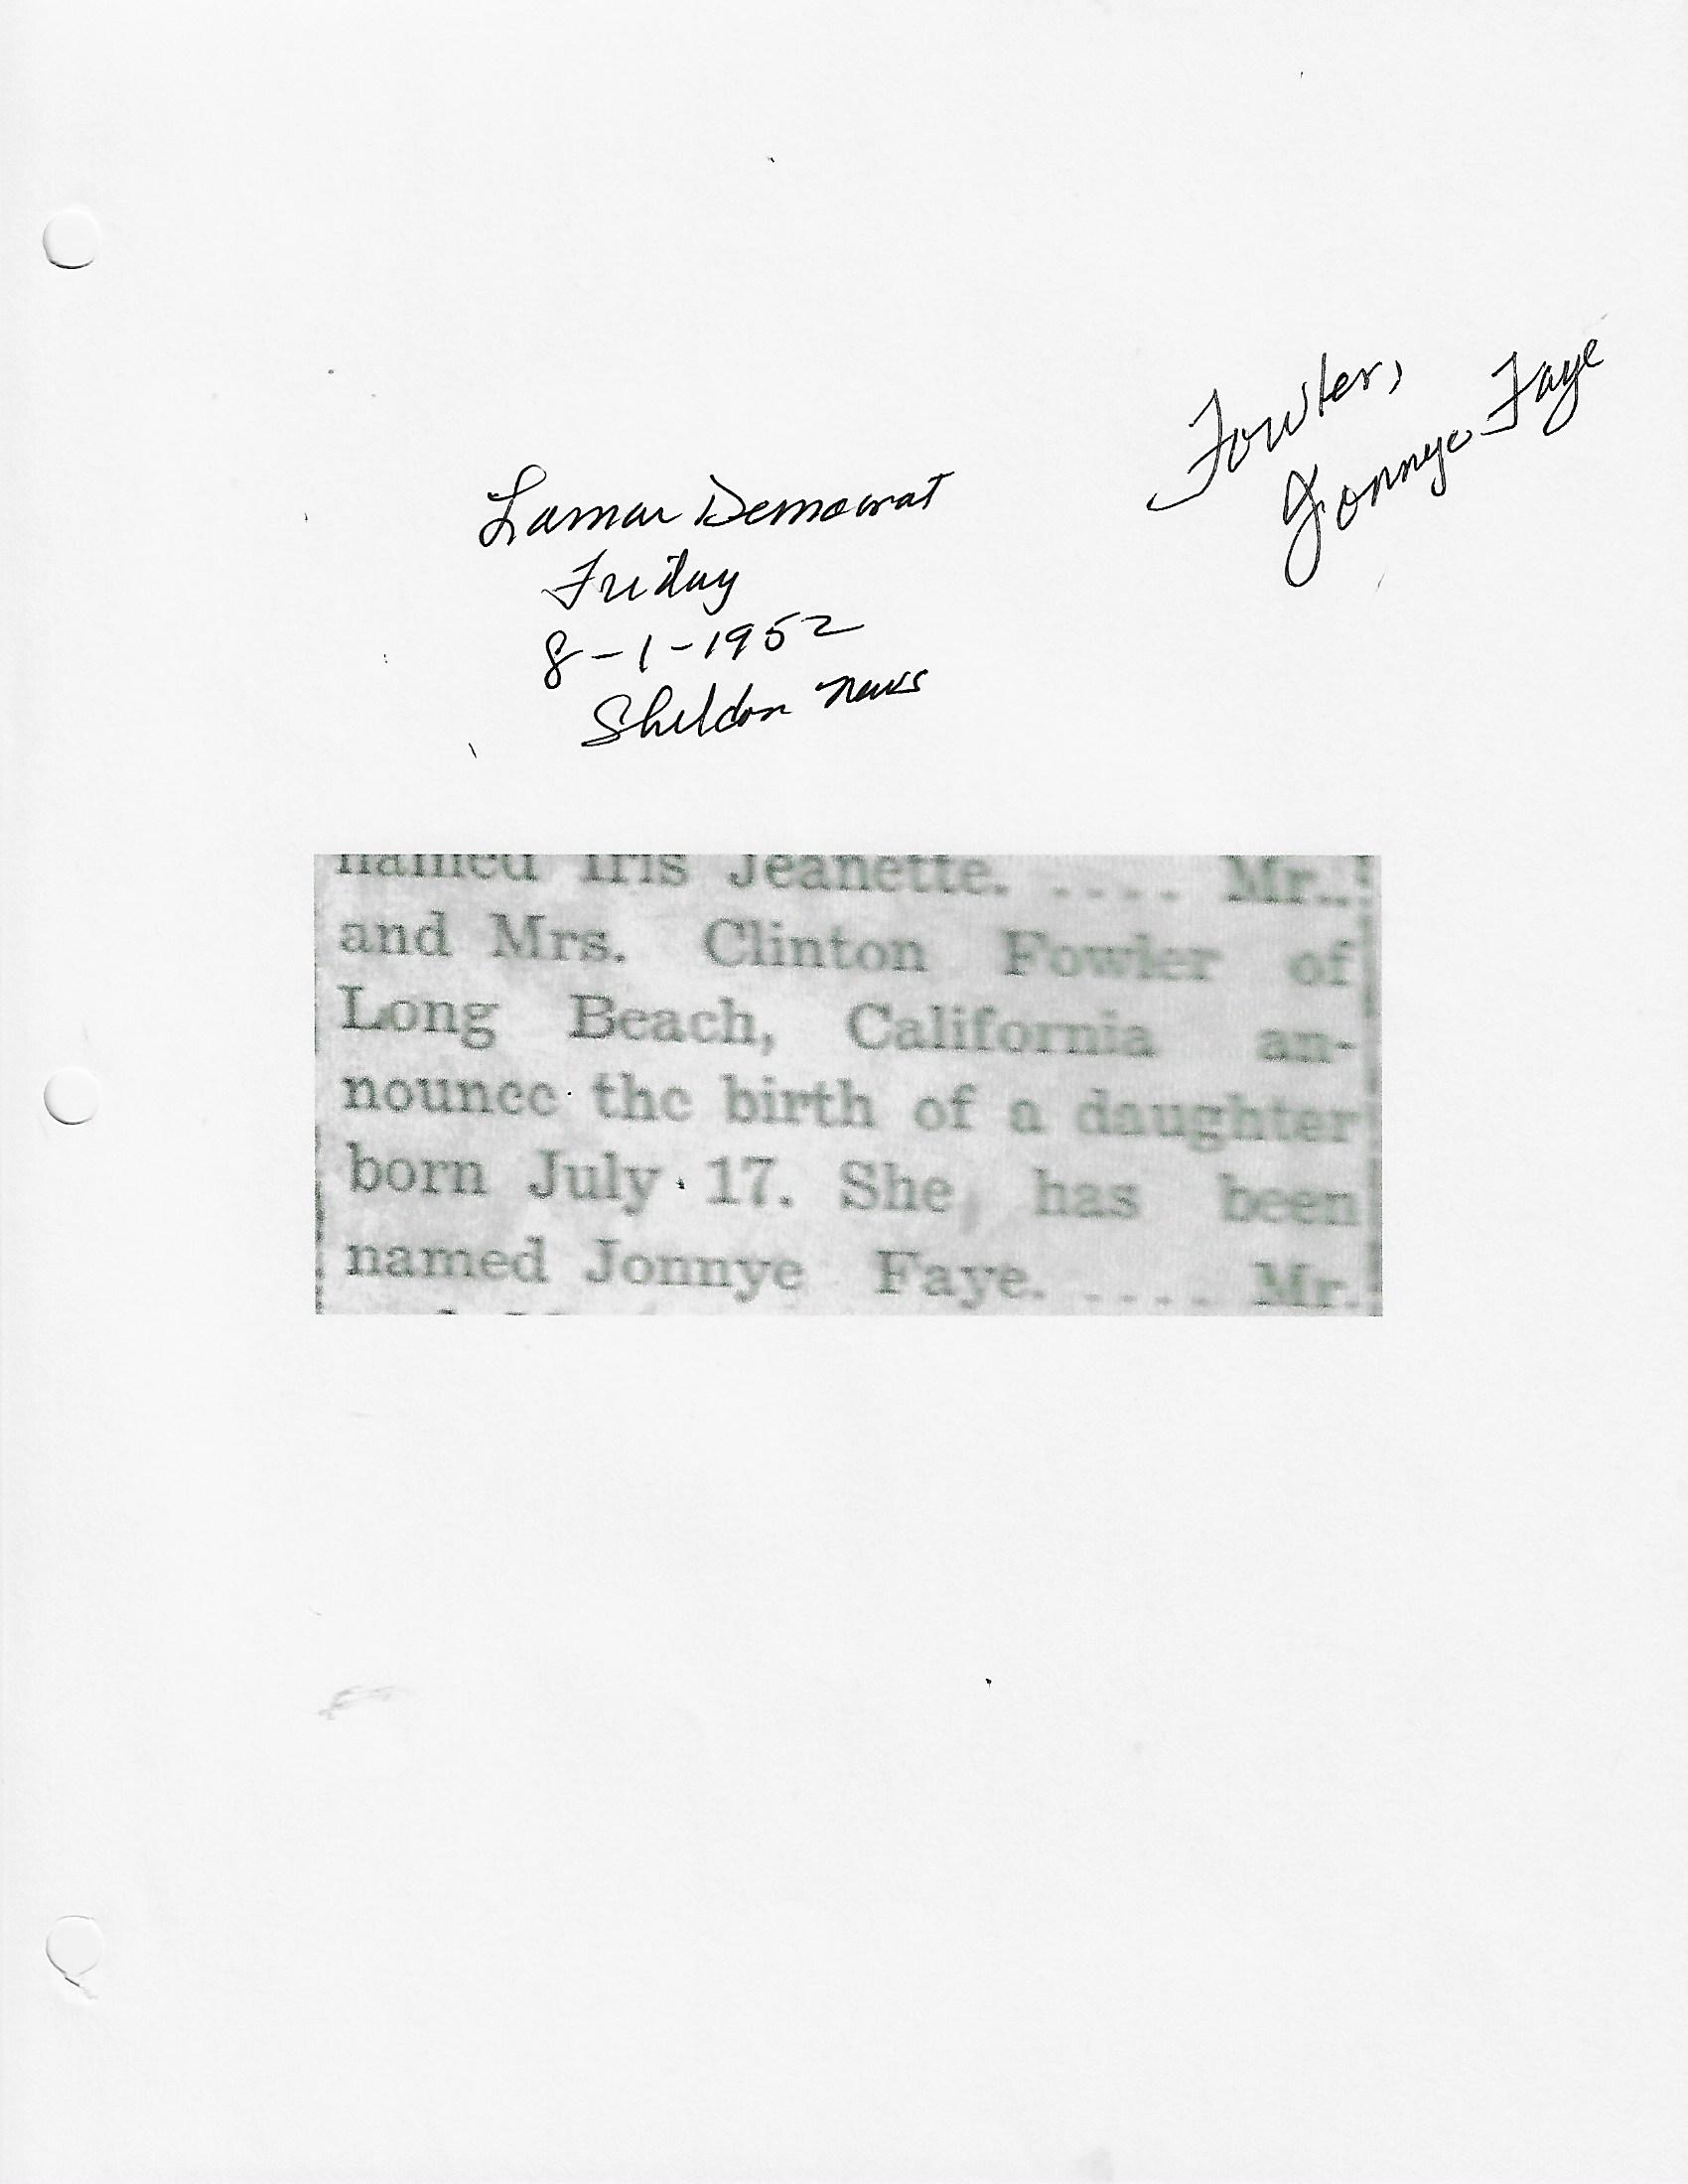 Fowler,
Jonnye Faye
Lamar Democrat
Friday
8-1-1952
Sheldon news
named Iris Jeanette. .... Mr.
and Mrs. Clinton Fowler of
Long Beach, California an-
nounce the birth of a daughter
born July 17. She has been
named Jonnye Faye. .... Mr.